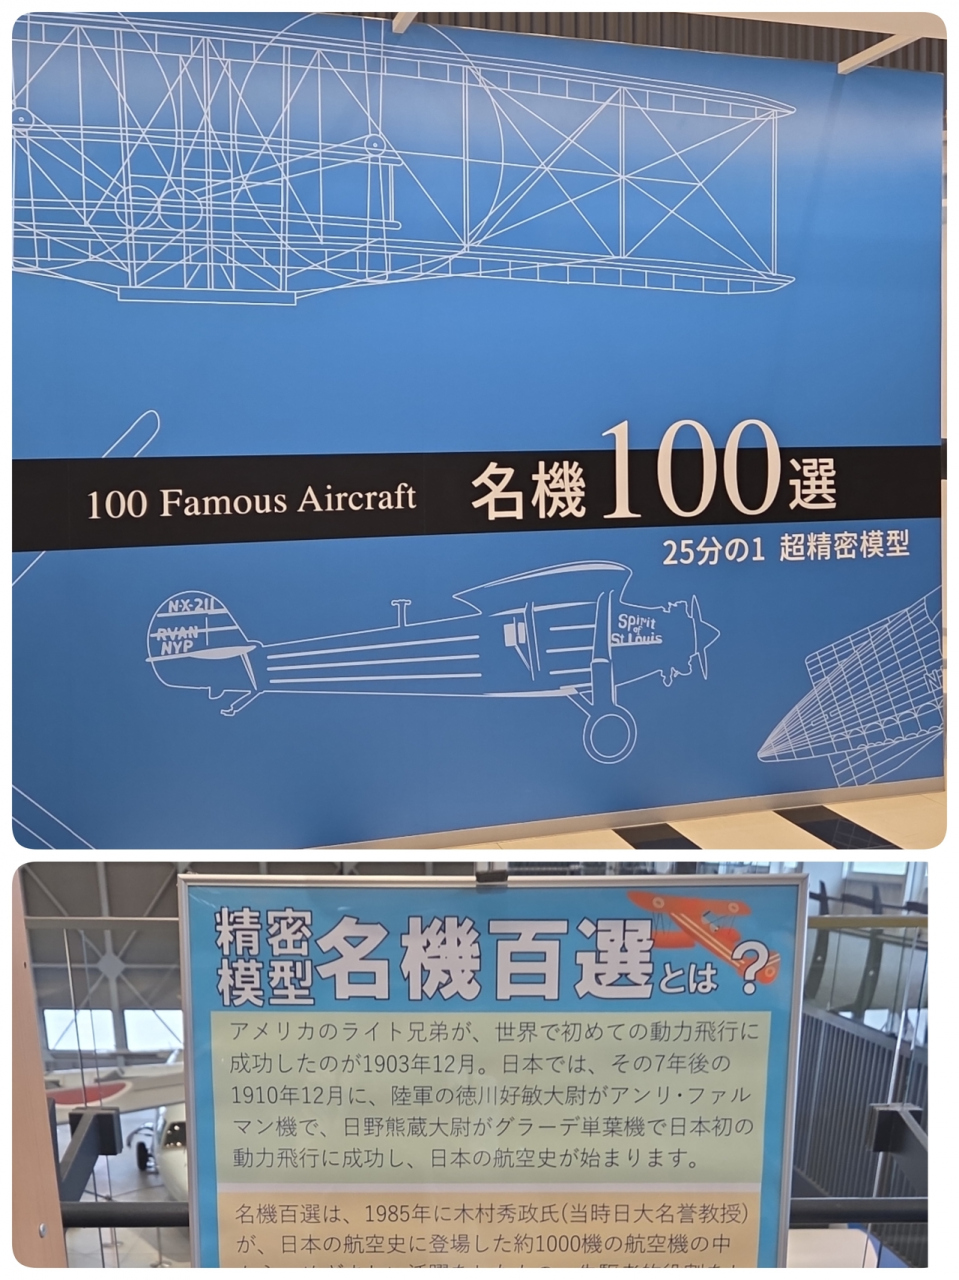 100 Famous Aircraft 名機100選
25分の1 超精密模型
N-X-211
RYAN
NYP
Spirit
of
St.Louis
精密模型 名機百選とは?
アメリカのライト兄弟が、世界で初めての動力飛行に
成功したのが1903年12月。日本では、その7年後の
1910年12月に、陸軍の徳川好敏大尉がアンリ・ファル
マン機で、日野熊蔵大尉がグラーデ単葉機で日本初の
動力飛行に成功し、日本の航空史が始まります。
名機百選は、1985年に木村秀政氏(当時日大名誉教授)
が、日本の航空史に登場した約1000機の航空機の中